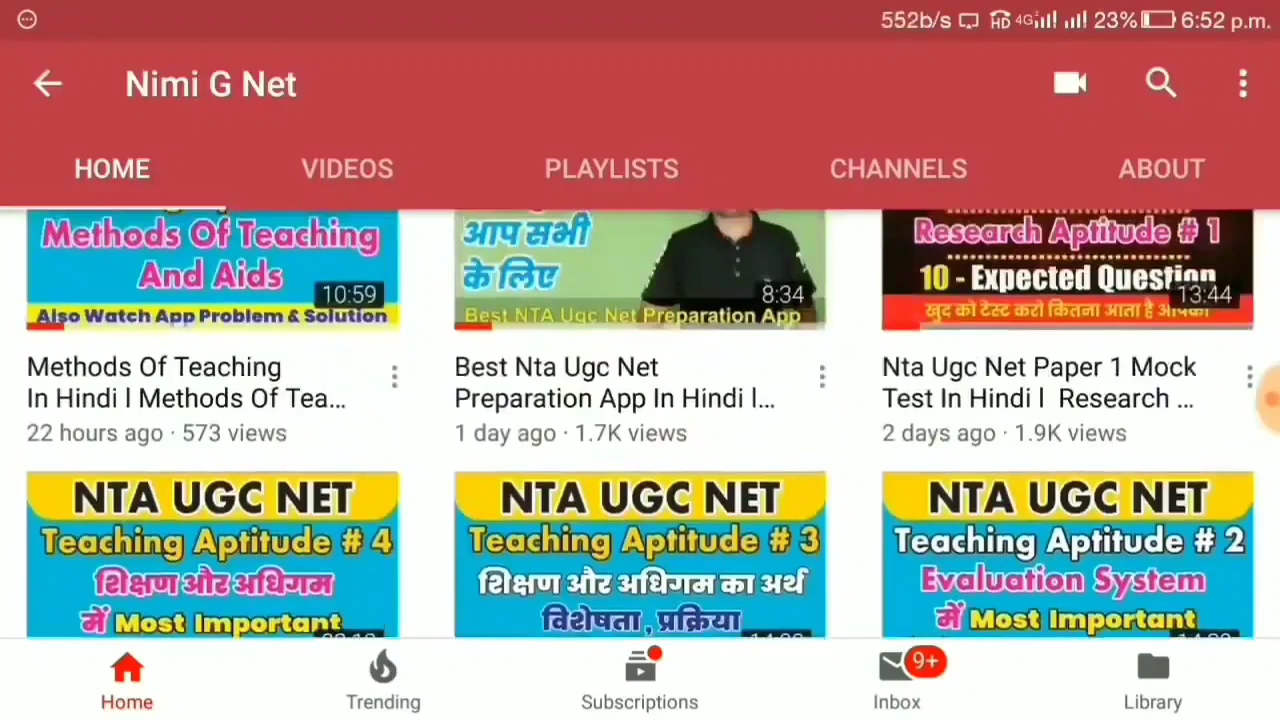 552b/s HD 4G 23% 6:52 p.m.
Nimi G Net
HOME VIDEOS PLAYLISTS CHANNELS ABOUT
Methods Of Teaching
And Aids
10:59
Also Watch App Problem & Solution
आप सभी
के लिए
8:34
Best NTA Ugc Net Preparation App
Research Aptitude # 1
10 - Expected Question
13:44
खुद को टेस्ट करो कितना आता है आपको
Methods Of Teaching
In Hindi l Methods Of Tea...
22 hours ago · 573 views
Best Nta Ugc Net
Preparation App In Hindi l...
1 day ago · 1.7K views
Nta Ugc Net Paper 1 Mock
Test In Hindi l Research ...
2 days ago · 1.9K views
NTA UGC NET
Teaching Aptitude # 4
शिक्षण और अधिगम
में Most Important
NTA UGC NET
Teaching Aptitude # 3
शिक्षण और अधिगम का अर्थ
विशेषता , प्रक्रिया
NTA UGC NET
Teaching Aptitude # 2
Evaluation System
में Most Important
9+
Home Trending Subscriptions Inbox Library